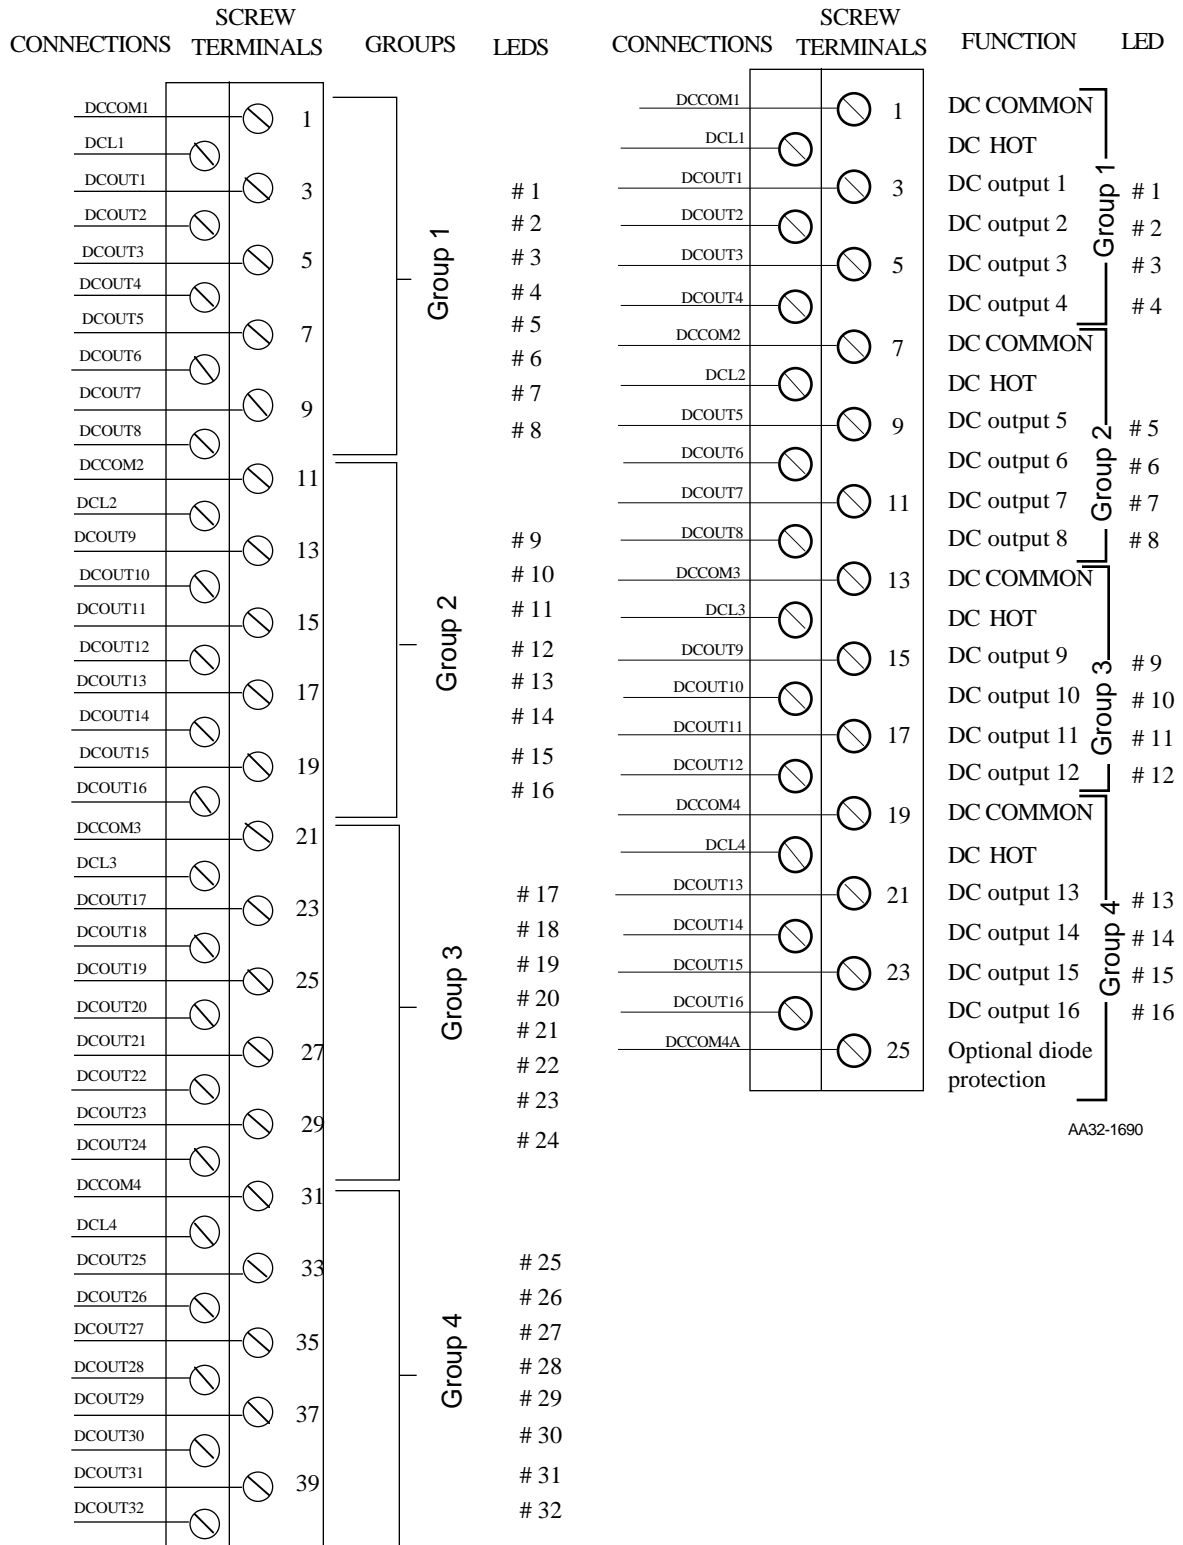 SCREW
CONNECTIONS TERMINALS GROUPS LEDS
DCCOM1 1
DCL1
DCOUT1 3 # 1
DCOUT2 # 2
DCOUT3 5 # 3
DCOUT4 # 4
DCOUT5 7 # 5
DCOUT6 # 6
DCOUT7 9 # 7
DCOUT8 # 8
Group 1
DCCOM2 11
DCL2
DCOUT9 13 # 9
DCOUT10 # 10
DCOUT11 15 # 11
DCOUT12 # 12
DCOUT13 17 # 13
DCOUT14 # 14
DCOUT15 19 # 15
DCOUT16 # 16
Group 2
DCCOM3 21
DCL3
DCOUT17 23 # 17
DCOUT18 # 18
DCOUT19 25 # 19
DCOUT20 # 20
DCOUT21 27 # 21
DCOUT22 # 22
DCOUT23 29 # 23
DCOUT24 # 24
Group 3
DCCOM4 31
DCL4
DCOUT25 33 # 25
DCOUT26 # 26
DCOUT27 35 # 27
DCOUT28 # 28
DCOUT29 37 # 29
DCOUT30 # 30
DCOUT31 39 # 31
DCOUT32 # 32
Group 4
SCREW
CONNECTIONS TERMINALS FUNCTION LED
DCCOM1 1 DC COMMON
DCL1 DC HOT
DCOUT1 3 DC output 1 # 1
DCOUT2 DC output 2 # 2
DCOUT3 5 DC output 3 # 3
DCOUT4 DC output 4 # 4
Group 1
DCCOM2 7 DC COMMON
DCL2 DC HOT
DCOUT5 9 DC output 5 # 5
DCOUT6 DC output 6 # 6
DCOUT7 11 DC output 7 # 7
DCOUT8 DC output 8 # 8
Group 2
DCCOM3 13 DC COMMON
DCL3 DC HOT
DCOUT9 15 DC output 9 # 9
DCOUT10 DC output 10 # 10
DCOUT11 17 DC output 11 # 11
DCOUT12 DC output 12 # 12
Group 3
DCCOM4 19 DC COMMON
DCL4 DC HOT
DCOUT13 21 DC output 13 # 13
DCOUT14 DC output 14 # 14
DCOUT15 23 DC output 15 # 15
DCOUT16 DC output 16 # 16
DCCOM4A 25 Optional diode
protection
Group 4
AA32-1690